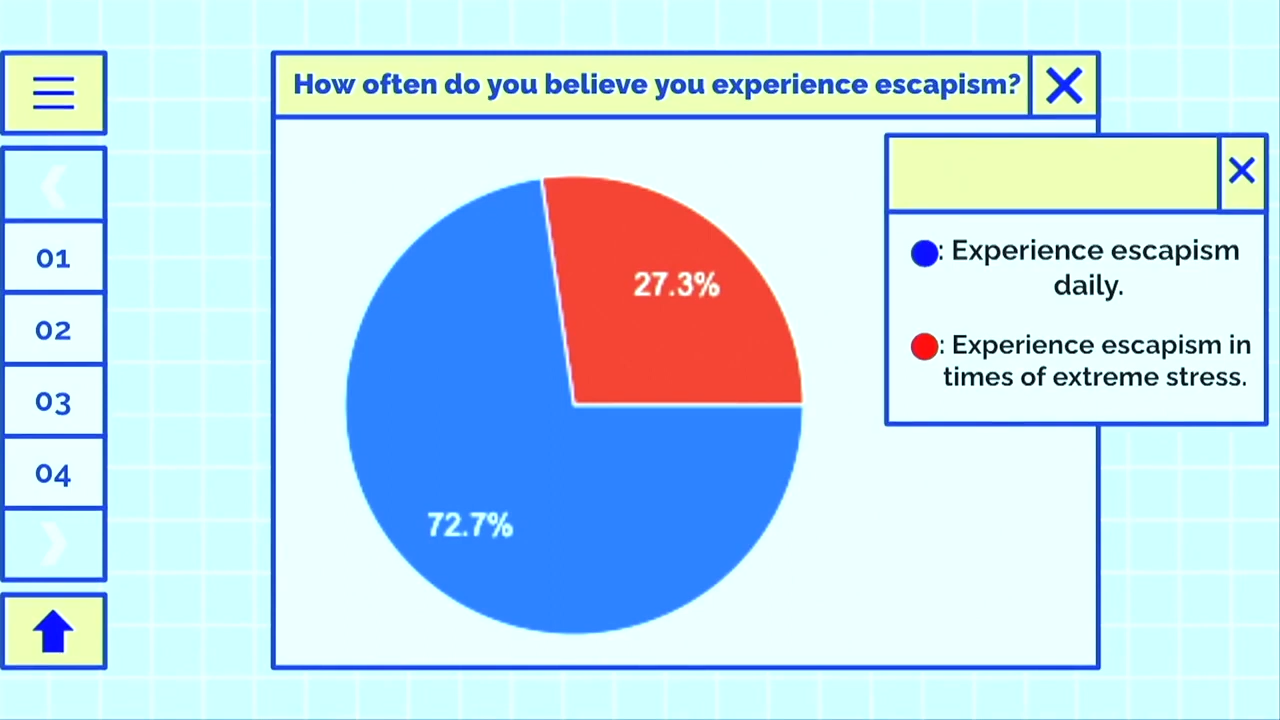 How often do you believe you experience escapism?
01
02
03
04
27.3%
72.7%
: Experience escapism
daily.
: Experience escapism in
times of extreme stress.